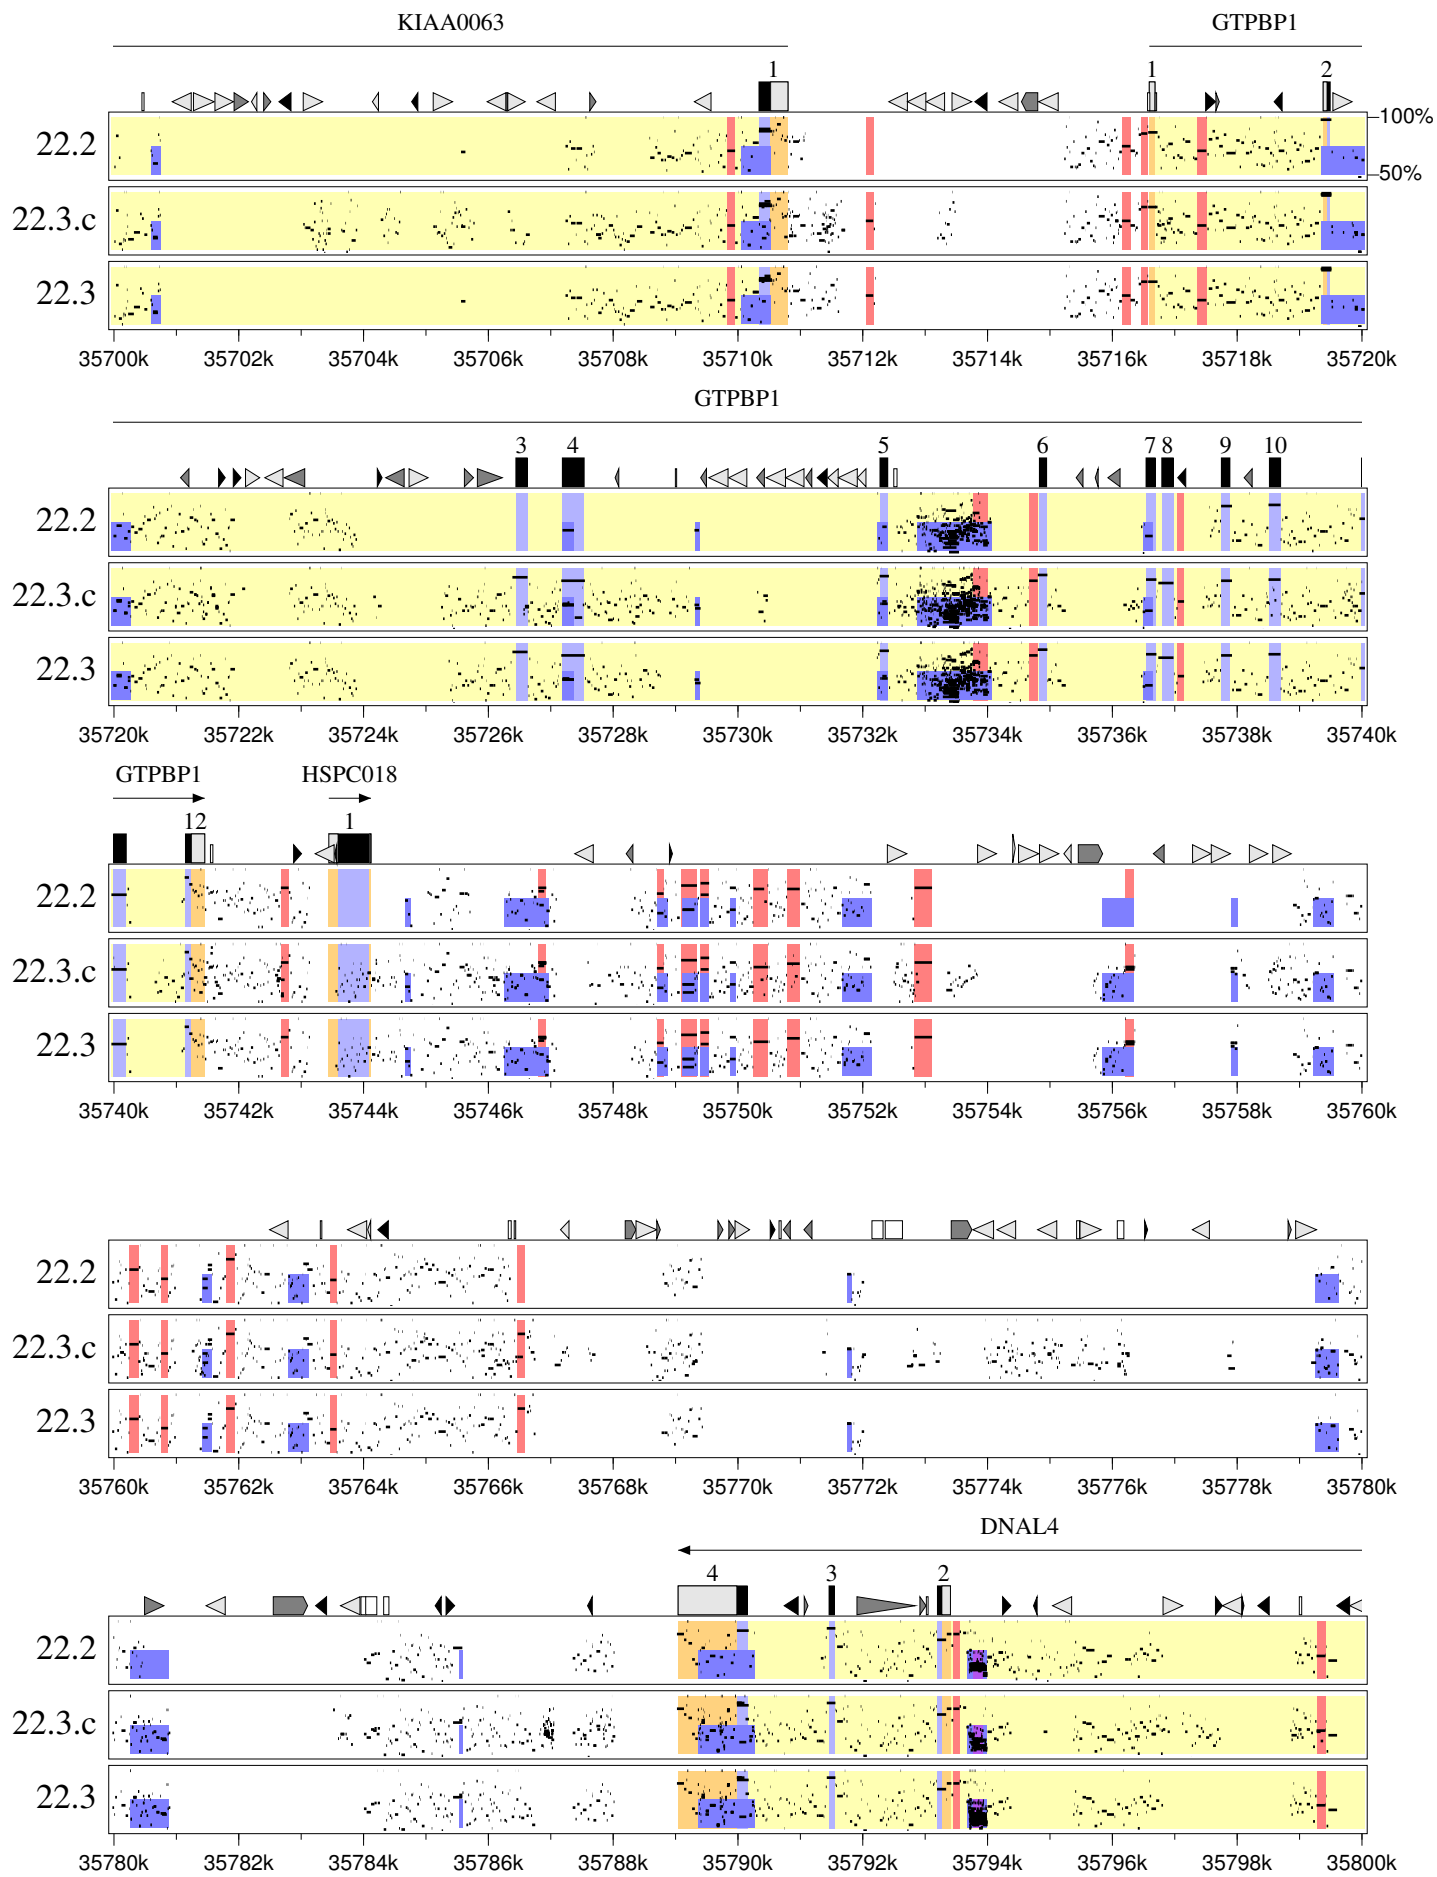 KIAA0063 GTPBP1
1 1 2
22.2 100%
50%
22.3.c
22.3
35700k 35702k 35704k 35706k 35708k 35710k 35712k 35714k 35716k 35718k 35720k
GTPBP1
3 4 5 6 7 8 9 10
22.2
22.3.c
22.3
35720k 35722k 35724k 35726k 35728k 35730k 35732k 35734k 35736k 35738k 35740k
GTPBP1 HSPC018
12 1
22.2
22.3.c
22.3
35740k 35742k 35744k 35746k 35748k 35750k 35752k 35754k 35756k 35758k 35760k
22.2
22.3.c
22.3
35760k 35762k 35764k 35766k 35768k 35770k 35772k 35774k 35776k 35778k 35780k
DNAL4
4 3 2
22.2
22.3.c
22.3
35780k 35782k 35784k 35786k 35788k 35790k 35792k 35794k 35796k 35798k 35800k